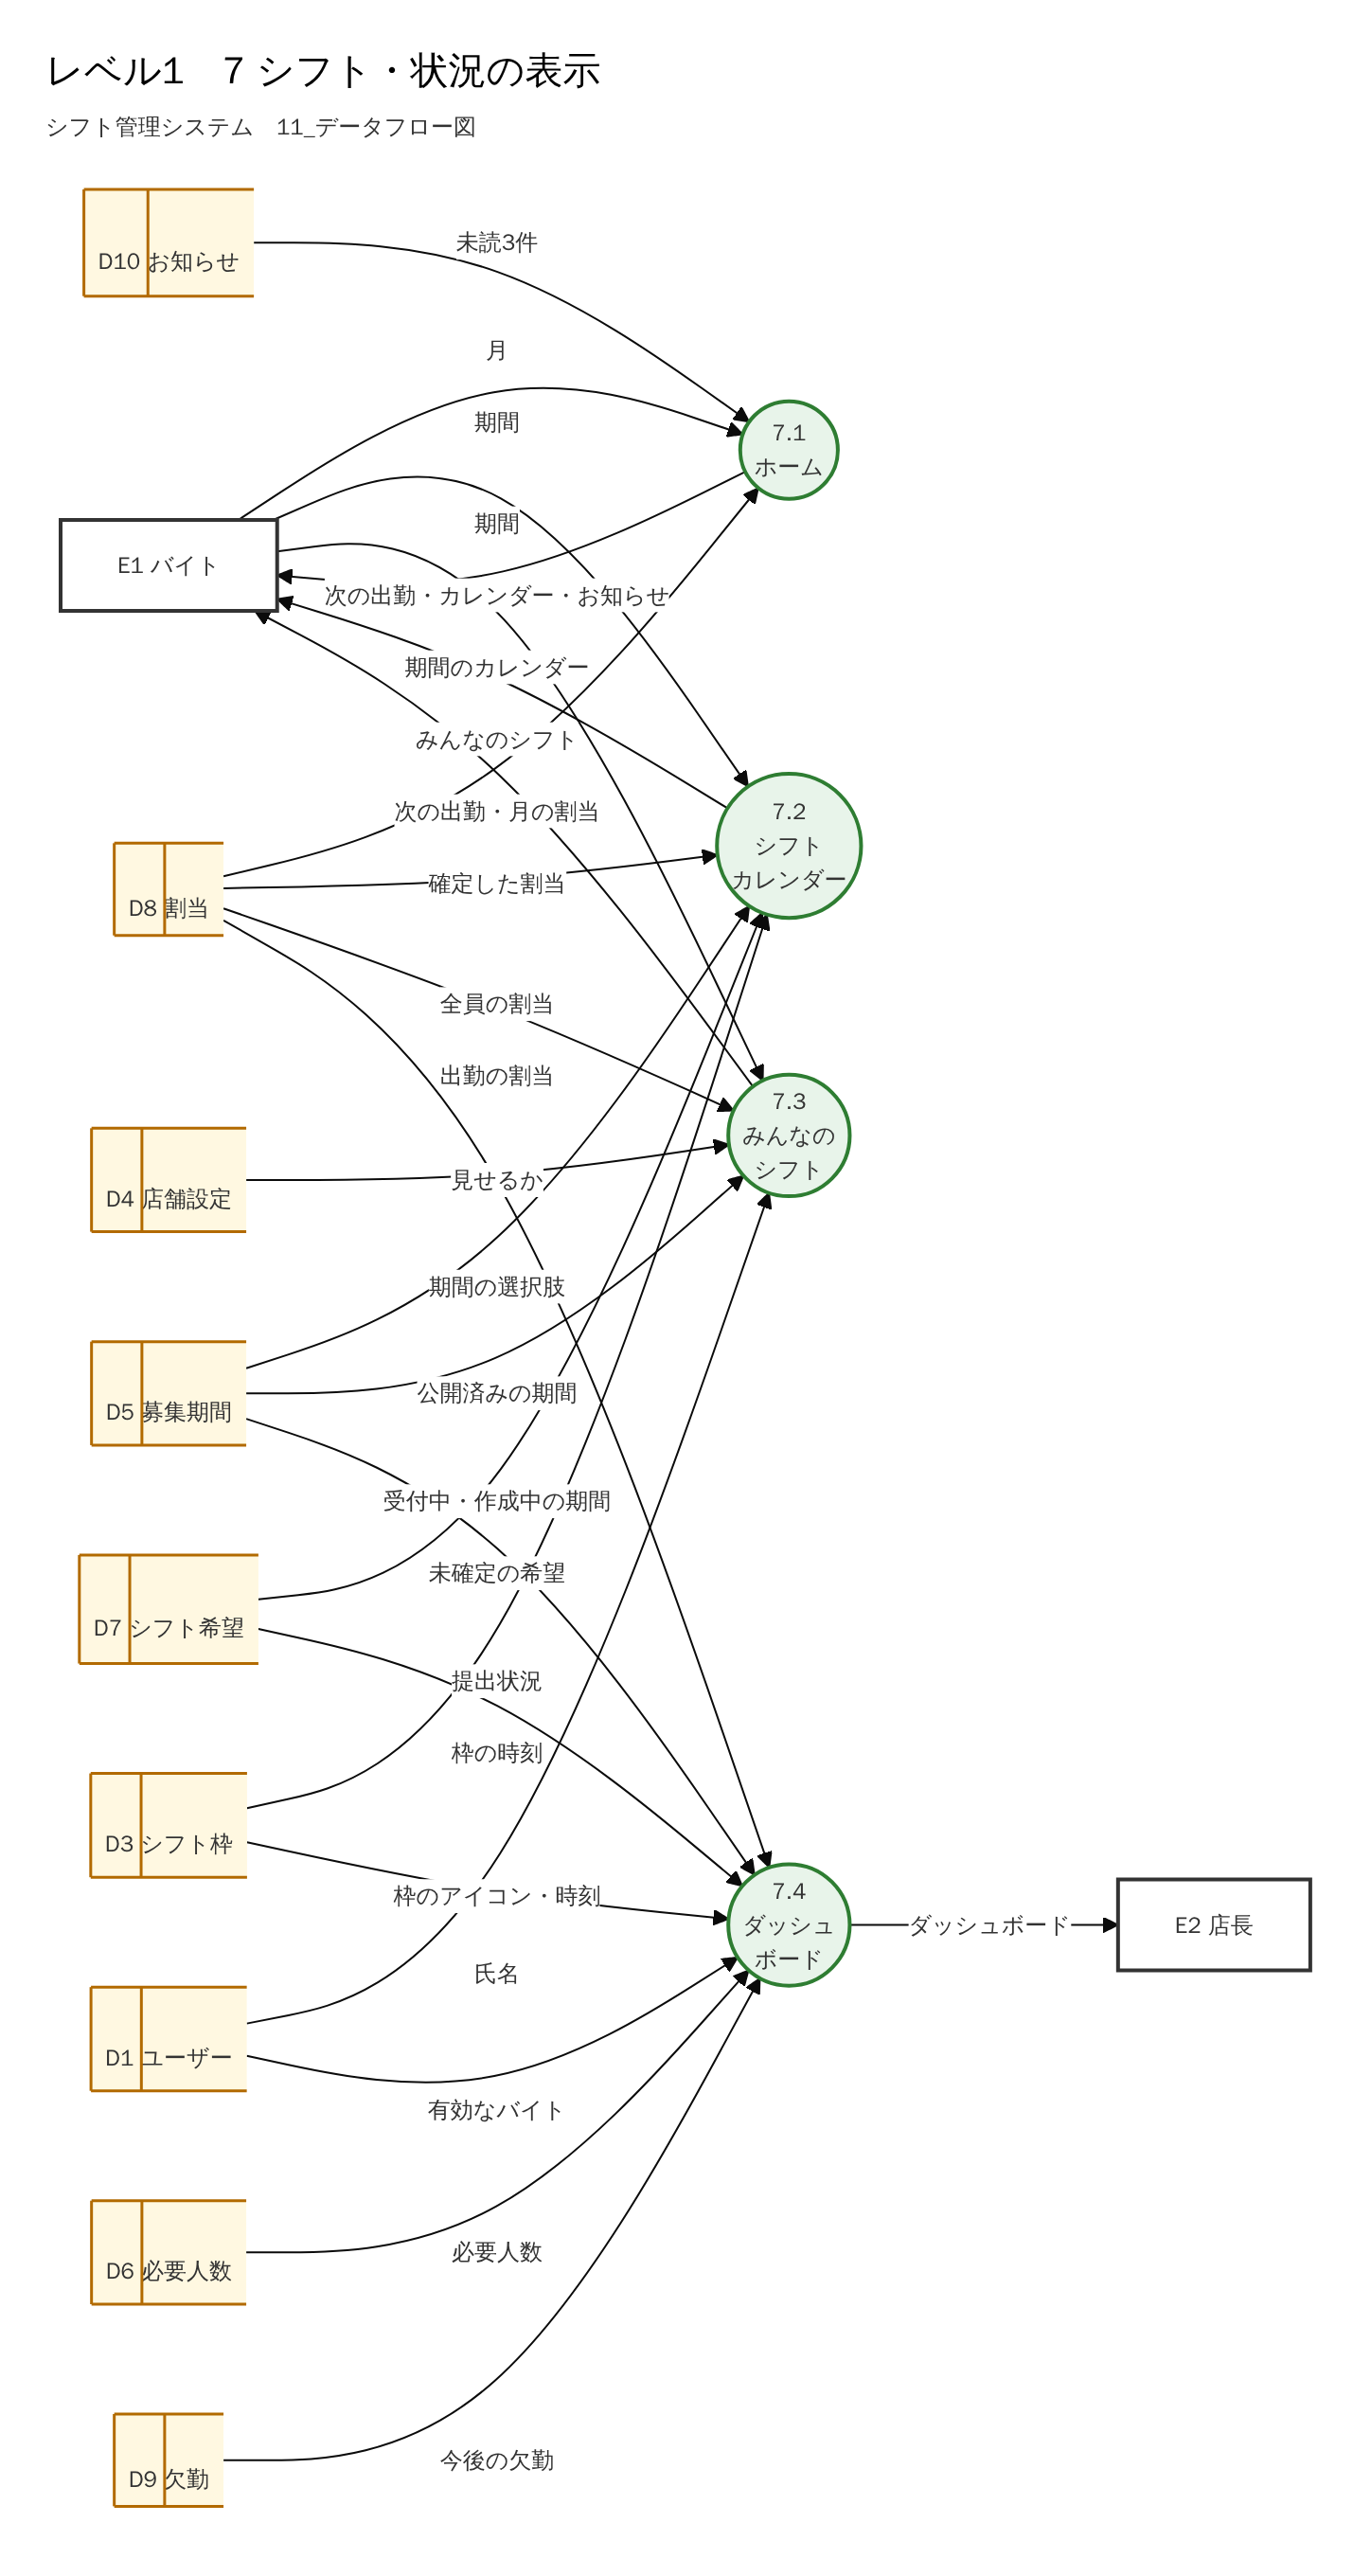 レベル1　7 シフト・状況の表示
シフト管理システム　11_データフロー図
D10 お知らせ
未読3件
月
期間
7.1
ホーム
期間
E1 バイト
次の出勤・カレンダー・お知らせ
期間のカレンダー
みんなのシフト
次の出勤・月の割当
7.2
シフト
カレンダー
確定した割当
D8 割当
全員の割当
出勤の割当
7.3
みんなの
シフト
見せるか
D4 店舗設定
期間の選択肢
公開済みの期間
D5 募集期間
受付中・作成中の期間
未確定の希望
D7 シフト希望
提出状況
枠の時刻
D3 シフト枠
枠のアイコン・時刻
7.4
ダッシュ
ボード
ダッシュボード
E2 店長
氏名
D1 ユーザー
有効なバイト
必要人数
D6 必要人数
今後の欠勤
D9 欠勤